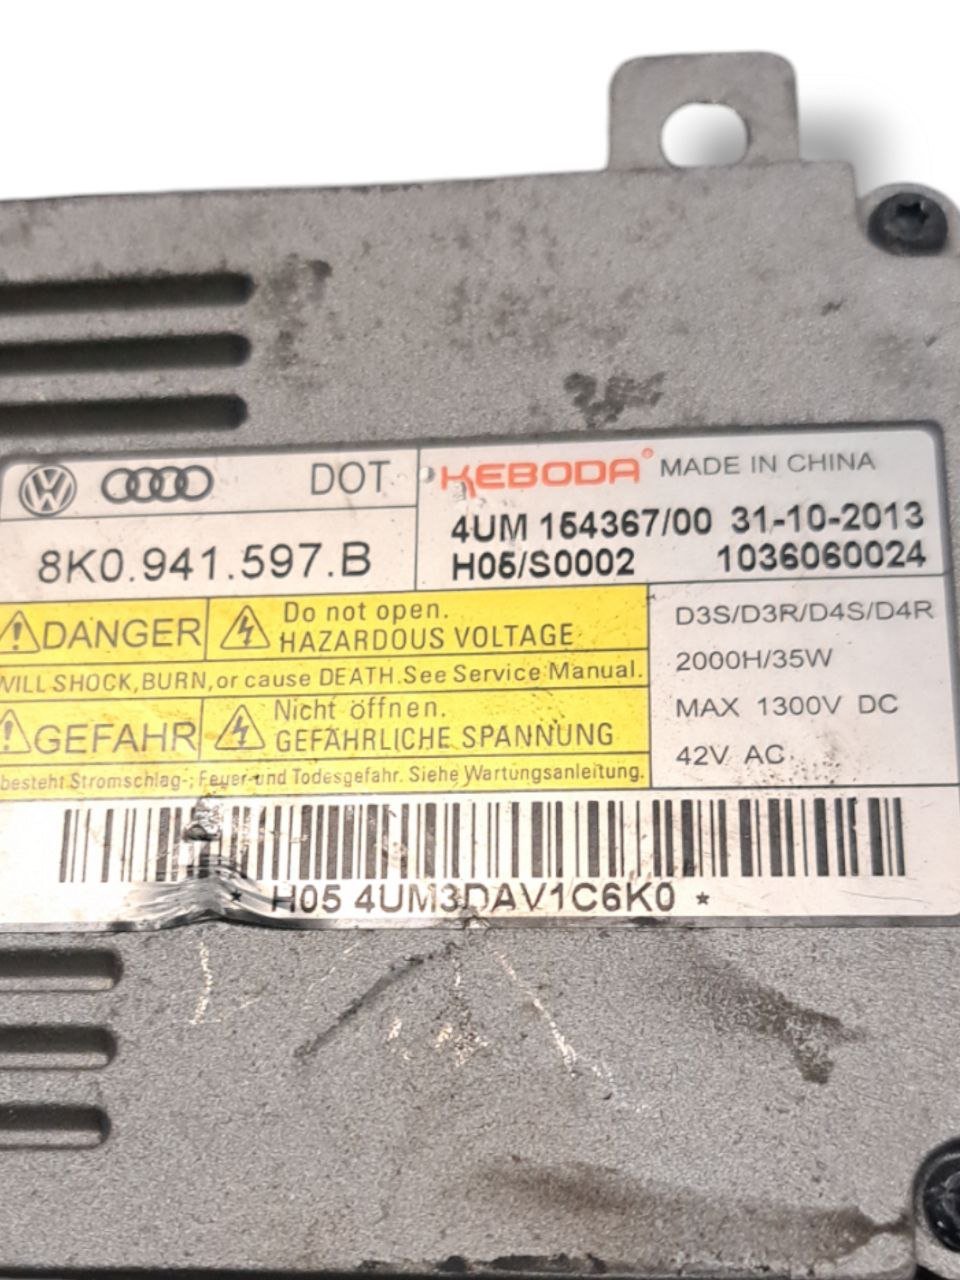 DOT
8K0.941.597.B
KEBODA® MADE IN CHINA
4UM 164367/00 31-10-2013
H05/S0002 1036060024
DANGER
Do not open.
HAZARDOUS VOLTAGE
WILL SHOCK,BURN,or cause DEATH.See Service Manual.
GEFAHR
Nicht öffnen.
GEFÄHRLICHE SPANNUNG
besteht Stromschlag-; Feuer-und Todesgefahr. Siehe Wartungsanleitung.
D3S/D3R/D4S/D4R
2000H/35W
MAX 1300V DC
42V AC
* H05 4UM3DAV1C6K0 *